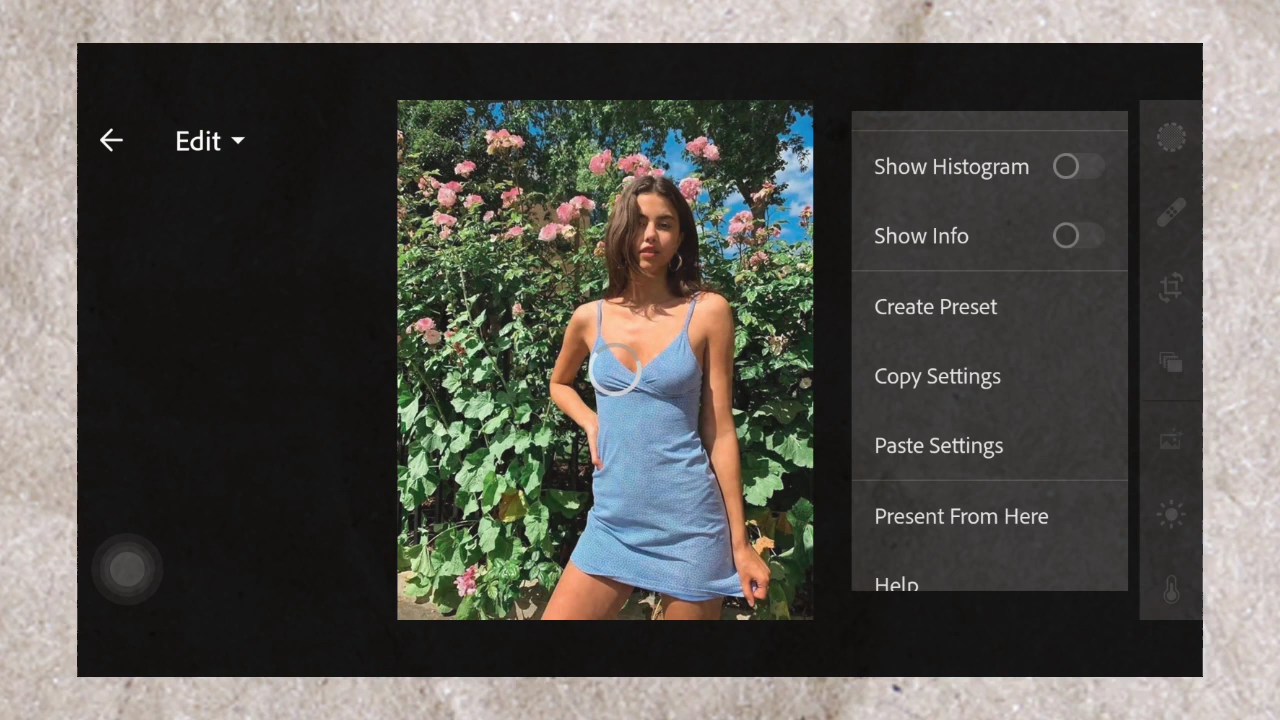 Edit
Show Histogram
Show Info
Create Preset
Copy Settings
Paste Settings
Present From Here
Help